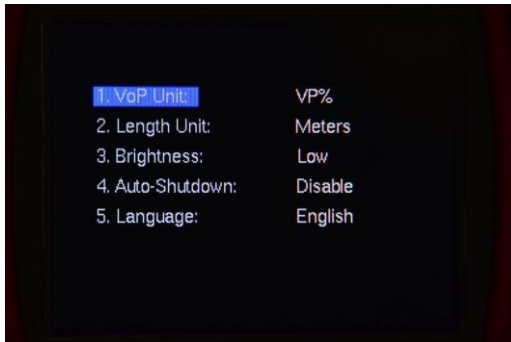 1. VoP Unit: VP%
2. Length Unit: Meters
3. Brightness: Low
4. Auto-Shutdown: Disable
5. Language: English